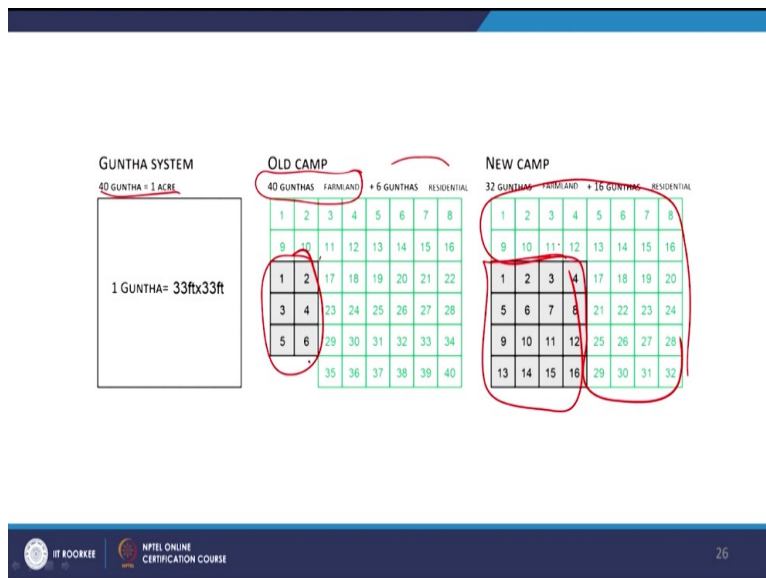 GUNTHA SYSTEM
40 GUNTHA = 1 ACRE
1 GUNTHA= 33ftx33ft
OLD CAMP
40 GUNTHAS FARMLAND + 6 GUNTHAS RESIDENTIAL
1 2 3 4 5 6 7 8
9 10 11 12 13 14 15 16
1 2 17 18 19 20 21 22
3 4 23 24 25 26 27 28
5 6 29 30 31 32 33 34
35 36 37 38 39 40
NEW CAMP
32 GUNTHAS FARMLAND + 16 GUNTHAS RESIDENTIAL
1 2 3 4 5 6 7 8
9 10 11 12 13 14 15 16
1 2 3 4 17 18 19 20
5 6 7 8 21 22 23 24
9 10 11 12 25 26 27 28
13 14 15 16 29 30 31 32
IIT ROORKEE
NPTEL ONLINE
CERTIFICATION COURSE
26